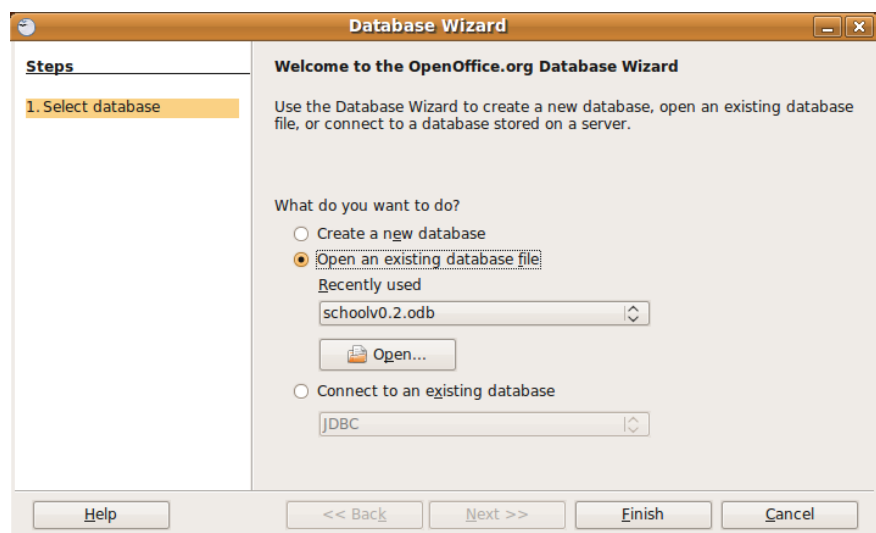 Database Wizard
Steps
1. Select database
Welcome to the OpenOffice.org Database Wizard
Use the Database Wizard to create a new database, open an existing database
file, or connect to a database stored on a server.
What do you want to do?
Create a new database
Open an existing database file
Recently used
schoolv0.2.odb
Open...
Connect to an existing database
JDBC
Help
<< Back
Next >>
Finish
Cancel